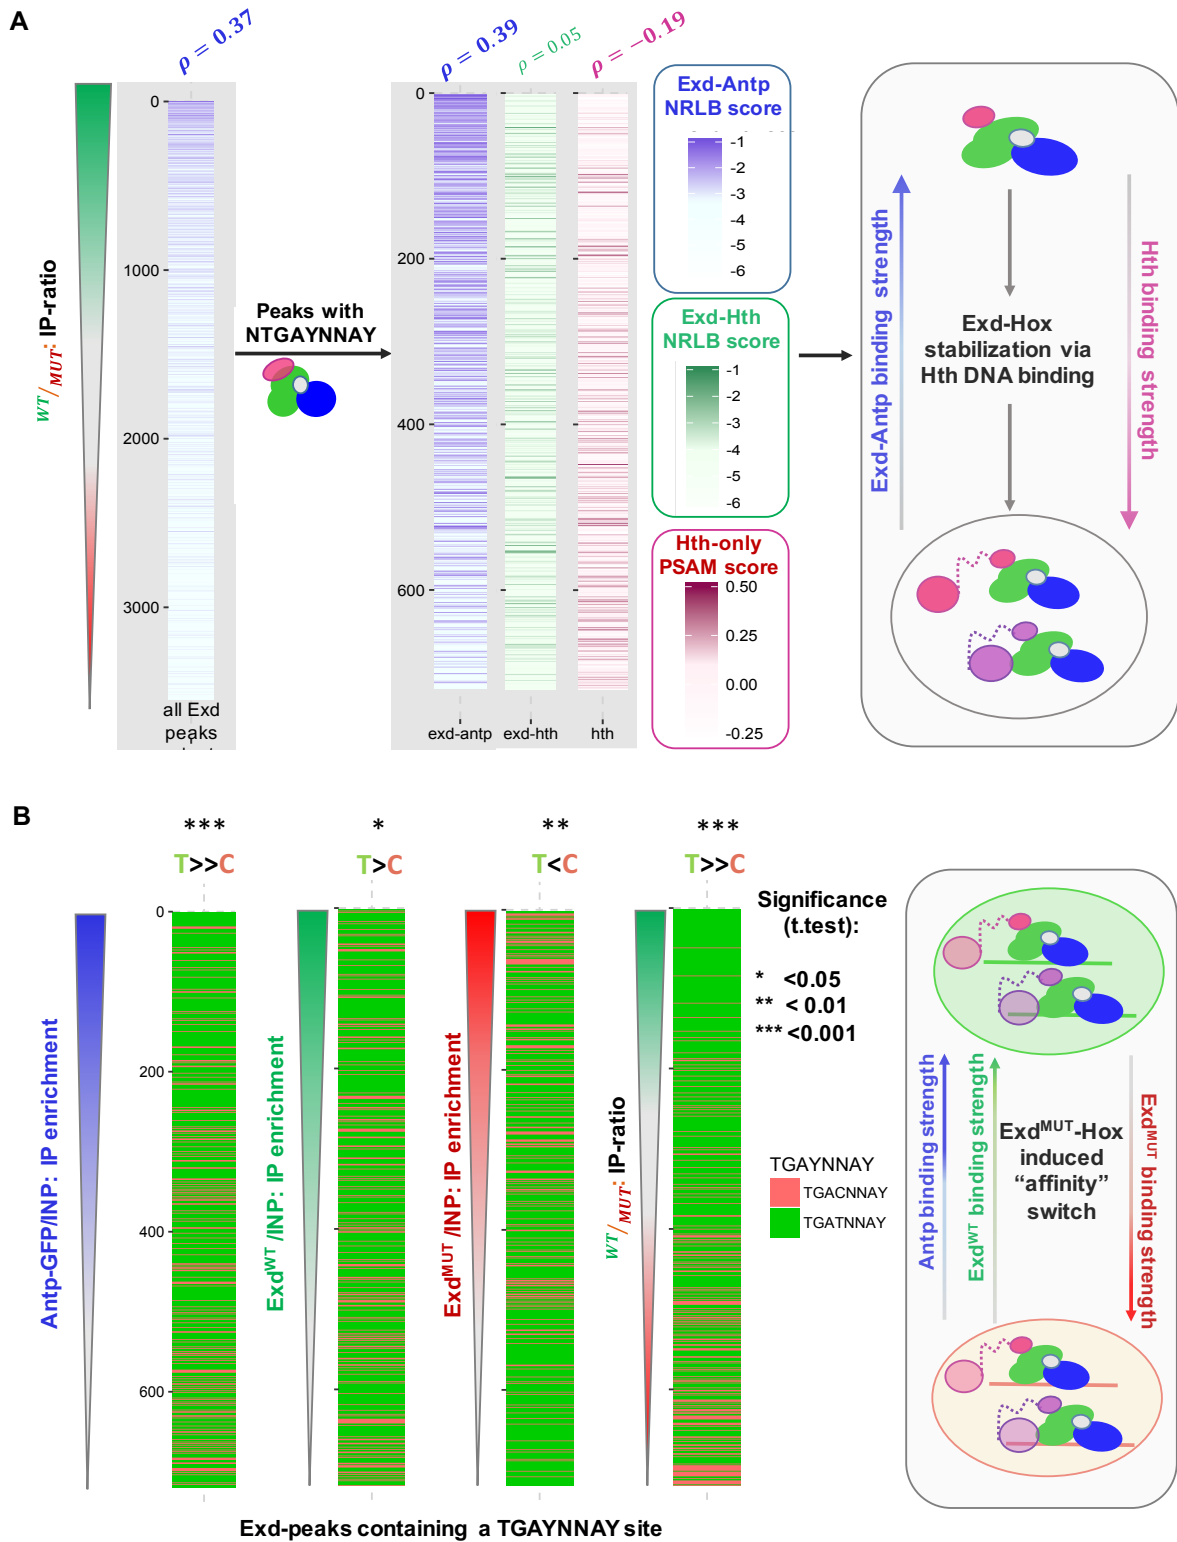 A
ρ = 0.37
ρ = 0.39
ρ = 0.05
ρ = −0.19
WT/MUT: IP-ratio
0
1000
2000
3000
all Exd
peaks
Peaks with
NTGAYNNAY
0
200
400
600
exd-antp
exd-hth
hth
Exd-Antp
NRLB score
-1
-2
-3
-4
-5
-6
Exd-Hth
NRLB score
-1
-2
-3
-4
-5
-6
Hth-only
PSAM score
0.50
0.25
0.00
-0.25
Exd-Antp binding strength
Exd-Hox
stabilization via
Hth DNA binding
Hth binding strength
B
***
*
**
***
T>>C
T>C
T<C
T>>C
Antp-GFP/INP: IP enrichment
0
200
400
600
ExdWT /INP: IP enrichment
ExdMUT /INP: IP enrichment
WT/MUT: IP-ratio
Significance
(t.test):
* <0.05
** < 0.01
*** <0.001
TGAYNNAY
TGACNNAY
TGATNNAY
Antp binding strength
ExdWT binding strength
ExdMUT-Hox
induced
“affinity”
switch
ExdMUT binding strength
Exd-peaks containing a TGAYNNAY site